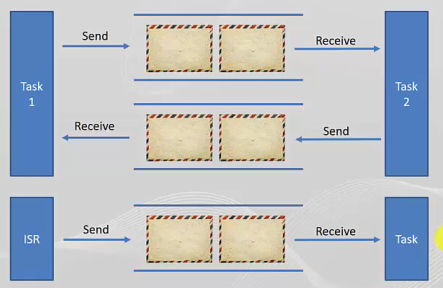 Send
Receive
Task
1
Task
2
Receive
Send
ISR
Send
Receive
Task